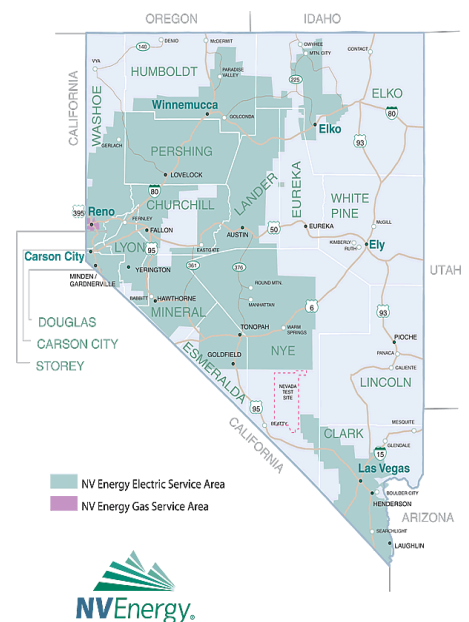 OREGON
IDAHO
DENIO
McDERMIT
OWYHEE
MTN. CITY
CONTACT
140
VYA
HUMBOLDT
PARADISE
VALLEY
225
ELKO
CALIFORNIA
WASHOE
Winnemucca
GOLCONDA
Elko
80
GERLACH
93
PERSHING
LOVELOCK
LANDER
EUREKA
80
WHITE
PINE
395
Reno
CHURCHILL
FERNLEY
FALLON
AUSTIN
50
EUREKA
McGILL
KIMBERLY
RUTH
Ely
Carson City
LYON
95
EASTGATE
UTAH
MINDEN /
GARDNERVILLE
YERINGTON
361
376
ROUND MTN.
BABBITT
HAWTHORNE
MANHATTAN
MINERAL
6
93
DOUGLAS
CARSON CITY
STOREY
TONOPAH
WARM
SPRINGS
PIOCHE
GOLDFIELD
NYE
PANACA
CALIENTE
ESMERALDA
NEVADA
TEST
SITE
LINCOLN
95
BEATTY
CALIFORNIA
CLARK
MESQUITE
GLENDALE
15
Las Vegas
BOULDER CITY
HENDERSON
ARIZONA
SEARCHLIGHT
LAUGHLIN
NV Energy Electric Service Area
NV Energy Gas Service Area
NVEnergy®